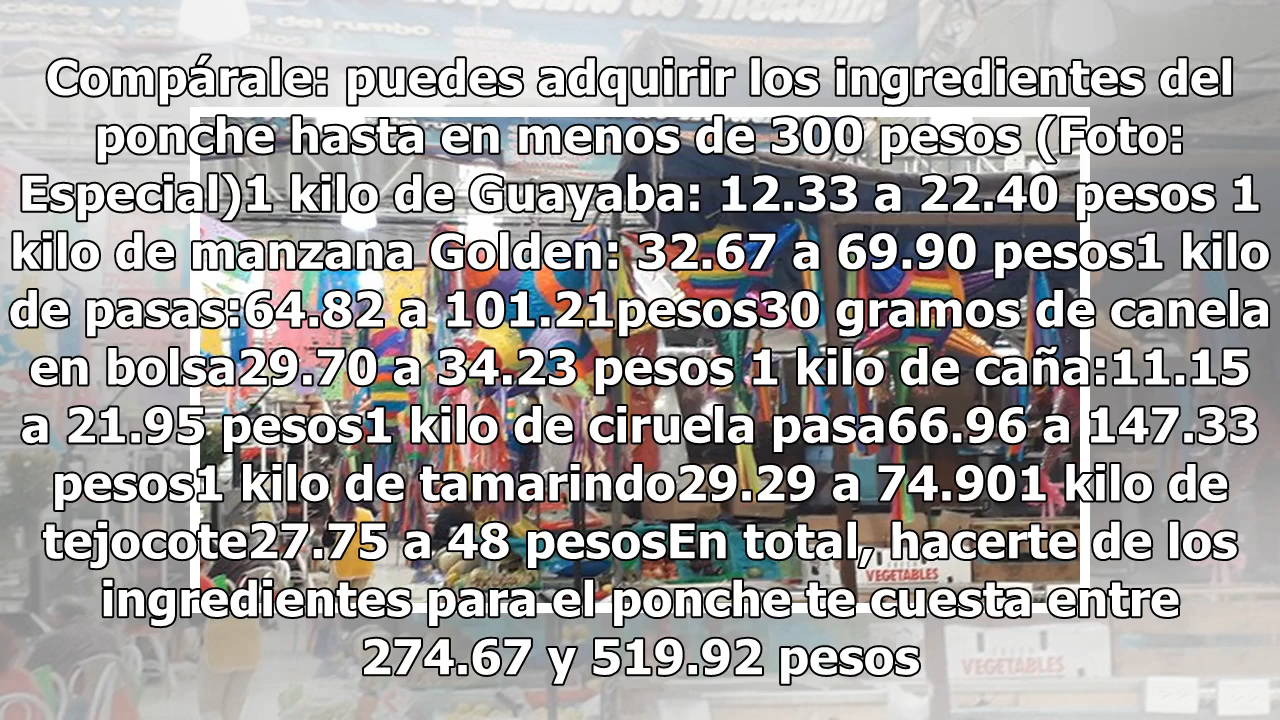 Compárale: puedes adquirir los ingredientes del
ponche hasta en menos de 300 pesos (Foto:
Especial)1 kilo de Guayaba: 12.33 a 22.40 pesos 1
kilo de manzana Golden: 32.67 a 69.90 pesos1 kilo
de pasas:64.82 a 101.21pesos30 gramos de canela
en bolsa29.70 a 34.23 pesos 1 kilo de caña:11.15
a 21.95 pesos1 kilo de ciruela pasa66.96 a 147.33
pesos1 kilo de tamarindo29.29 a 74.901 kilo de
tejocote27.75 a 48 pesosEn total, hacerte de los
VEGETABLES
ingredientes para el ponche te cuesta entre
274.67 y 519.92 pesos
VEGETABLES